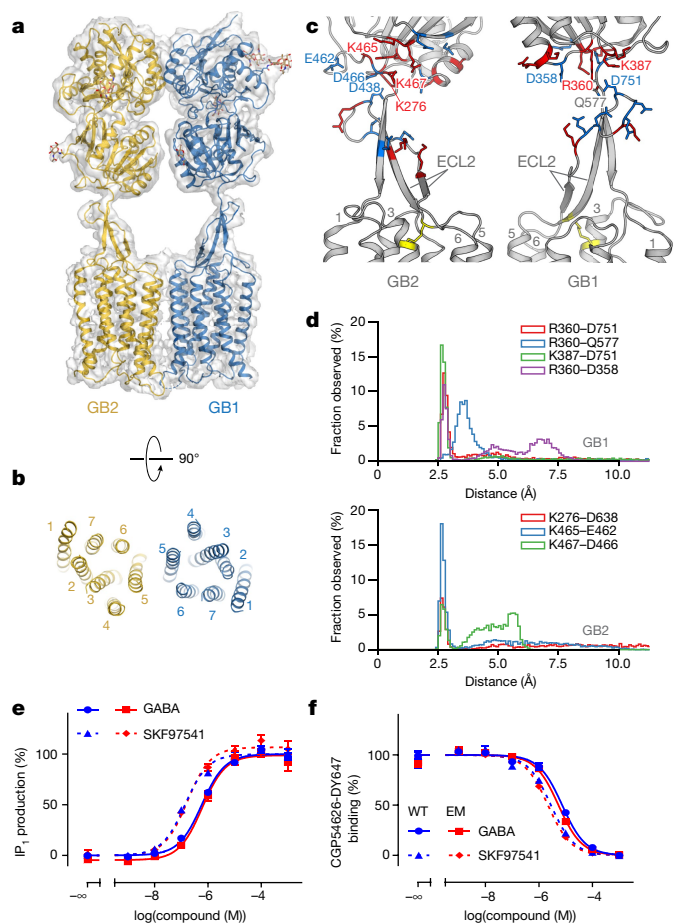 a
GB2
GB1
90°
b
1
7
6
2
3
5
4
4
5
3
2
6
7
1
c
K465
E462
D466
K467
D438
K276
ECL2
1
3
6
5
GB2
K387
D358
R360
D751
Q577
ECL2
5
6
3
1
GB1
d
Fraction observed (%)
20
15
10
5
0
2.5
5.0
7.5
10.0
Distance (Å)
R360–D751
R360–Q577
K387–D751
R360–D358
GB1
Fraction observed (%)
20
15
10
5
0
2.5
5.0
7.5
10.0
Distance (Å)
K276–D638
K465–E462
K467–D466
GB2
e
GABA
SKF97541
IP1 production (%)
100
50
0
−∞
−8
−6
−4
log(compound (M))
f
CGP54626-DY647
binding (%)
100
50
0
WT EM
GABA
SKF97541
−∞
−8
−6
−4
log(compound (M))